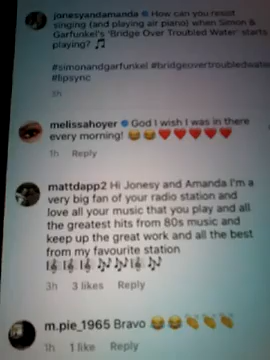 jonesyandamanda How can you resist
singing (and playing air piano) when Simon &
Garfunkel's 'Bridge Over Troubled Water' starts
playing? 🎵
#simonandgarfunkel #bridgeovertroubledwater
#lipsync
3h
melissahoyer God I wish I was in there
every morning! 😂😂❤️❤️❤️❤️❤️
1h Reply
mattdapp2 Hi Jonesy and Amanda I'm a
very big fan of your radio station and
love all your music that you play and all
the greatest hits from 80s music and
keep up the great work and all the best
from my favourite station
🎼🎼🎼🎶🎶🎼🎶
3h 3 likes Reply
m.pie_1965 Bravo 😂😂👏👏👏
1h 1 like Reply